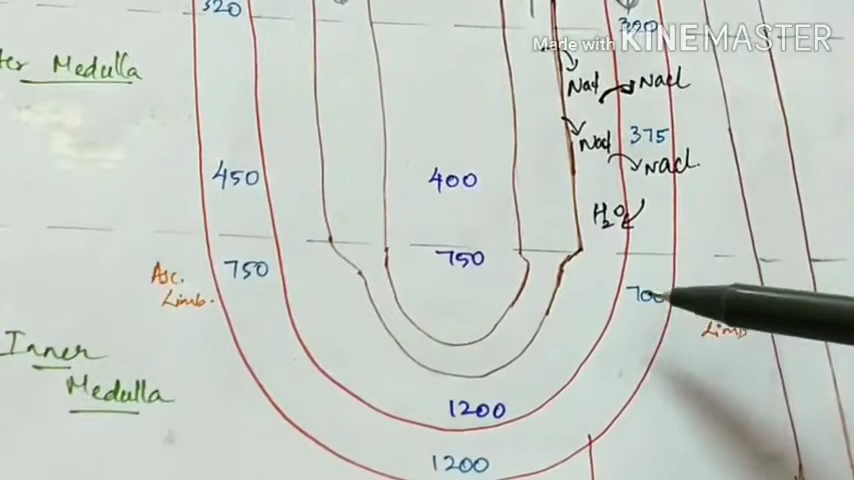 320
300
Made with KINEMASTER
ter Medulla
Nacl
Nacl
Nacl
375
Nacl
450
400
H₂O
750
750
Asc.
Limb.
700
Limb
Inner
Medulla
1200
1200